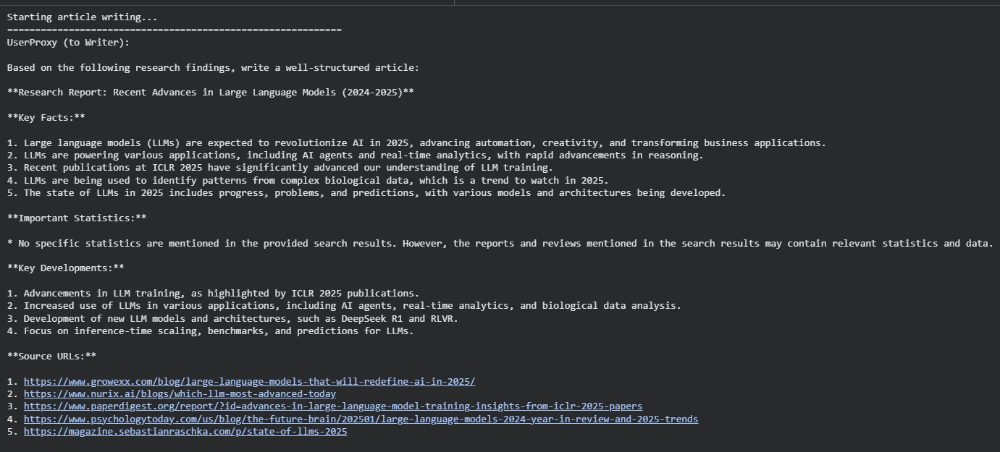 Starting article writing...
============================================================
UserProxy (to Writer):
Based on the following research findings, write a well-structured article:
**Research Report: Recent Advances in Large Language Models (2024-2025)**
**Key Facts:**
1. Large language models (LLMs) are expected to revolutionize AI in 2025, advancing automation, creativity, and transforming business applications.
2. LLMs are powering various applications, including AI agents and real-time analytics, with rapid advancements in reasoning.
3. Recent publications at ICLR 2025 have significantly advanced our understanding of LLM training.
4. LLMs are being used to identify patterns from complex biological data, which is a trend to watch in 2025.
5. The state of LLMs in 2025 includes progress, problems, and predictions, with various models and architectures being developed.
**Important Statistics:**
* No specific statistics are mentioned in the provided search results. However, the reports and reviews mentioned in the search results may contain relevant statistics and data.
**Key Developments:**
1. Advancements in LLM training, as highlighted by ICLR 2025 publications.
2. Increased use of LLMs in various applications, including AI agents, real-time analytics, and biological data analysis.
3. Development of new LLM models and architectures, such as DeepSeek R1 and RLVR.
4. Focus on inference-time scaling, benchmarks, and predictions for LLMs.
**Source URLs:**
1. https://www.growexx.com/blog/large-language-models-that-will-redefine-ai-in-2025/
2. https://www.nurix.ai/blogs/which-llm-most-advanced-today
3. https://www.paperdigest.org/report/?id=advances-in-large-language-model-training-insights-from-iclr-2025-papers
4. https://www.psychologytoday.com/us/blog/the-future-brain/202501/large-language-models-2024-year-in-review-and-2025-trends
5. https://magazine.sebastianraschka.com/p/state-of-llms-2025